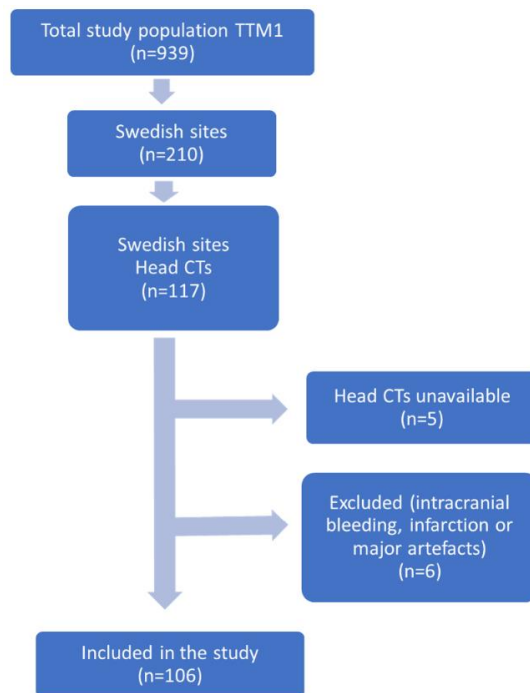 Total study population TTM1
(n=939)
Swedish sites
(n=210)
Swedish sites
Head CTs
(n=117)
Head CTs unavailable
(n=5)
Excluded (intracranial
bleeding, infarction or
major artefacts)
(n=6)
Included in the study
(n=106)